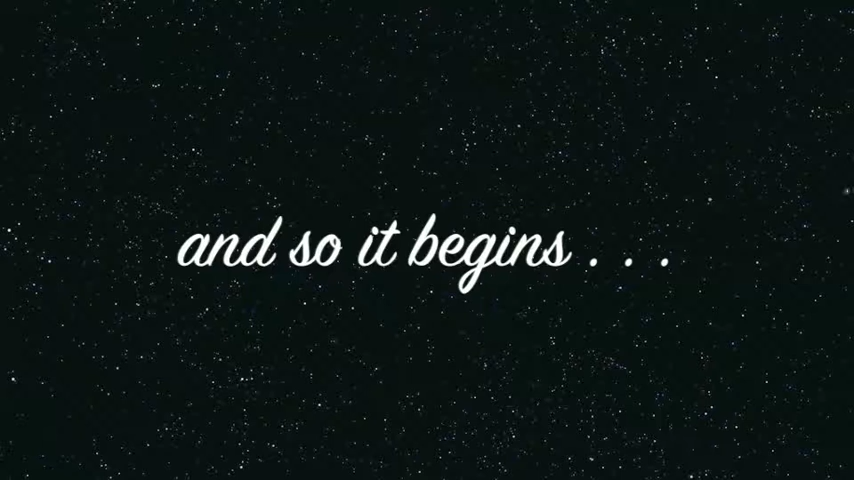 and so it begins . . .